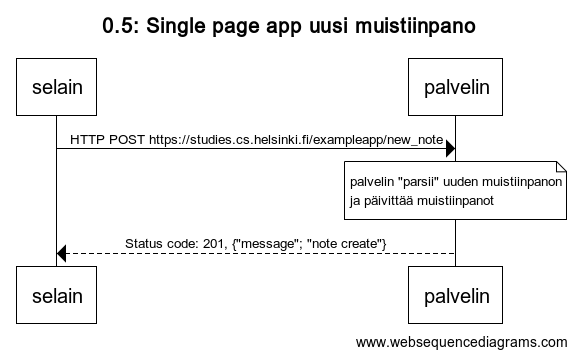 0.5: Single page app uusi muistiinpano
selain
palvelin
HTTP POST https://studies.cs.helsinki.fi/exampleapp/new_note
palvelin "parsii" uuden muistiinpanon
ja päivittää muistiinpanot
Status code: 201, {"message"; "note create"}
selain
palvelin
www.websequencediagrams.com